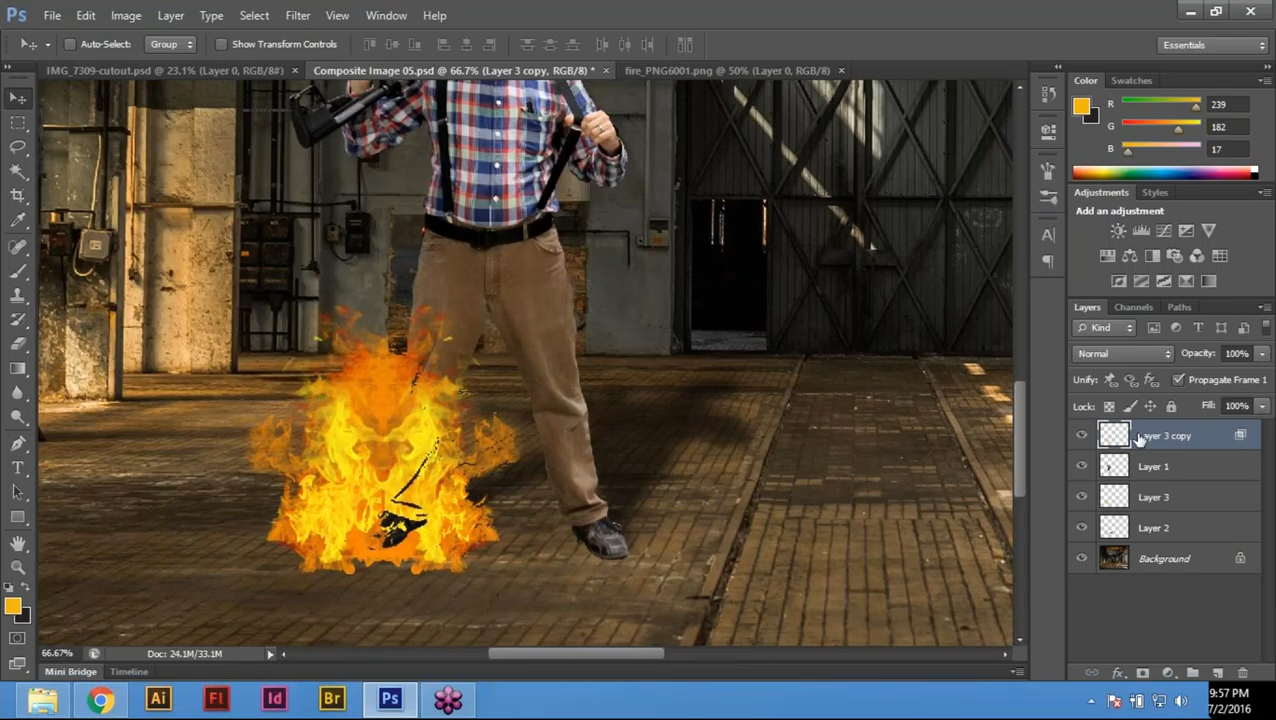 Ps File Edit Image Layer Type Select Filter View Window Help
Auto-Select: Group Show Transform Controls Essentials
IMG_7309-cutout.psd @ 23.1% (Layer 0, RGB/8#) × Composite Image 05.psd @ 66.7% (Layer 3 copy, RGB/8) * × fire_PNG6001.png @ 50% (Layer 0, RGB/8) ×
Color Swatches
R 239
G 182
B 17
Adjustments Styles
Add an adjustment
Layers Channels Paths
Kind
Normal Opacity: 100%
Unify: Propagate Frame 1
Lock: Fill: 100%
ayer 3 copy
Layer 1
Layer 3
Layer 2
Background
66.67% Doc: 24.1M/33.1M
Mini Bridge Timeline
Ai Fl Id Br Ps
9:57 PM
7/2/2016